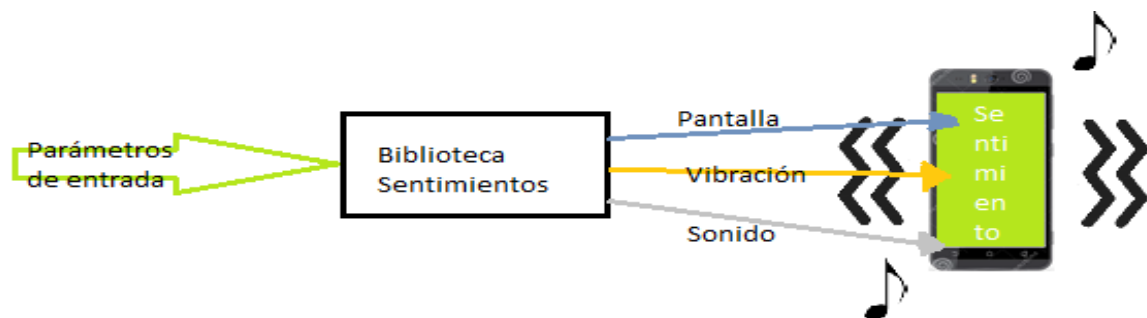 Parámetros
de entrada
Biblioteca
Sentimientos
Pantalla
Vibración
Sonido
Se
nti
mi
en
to